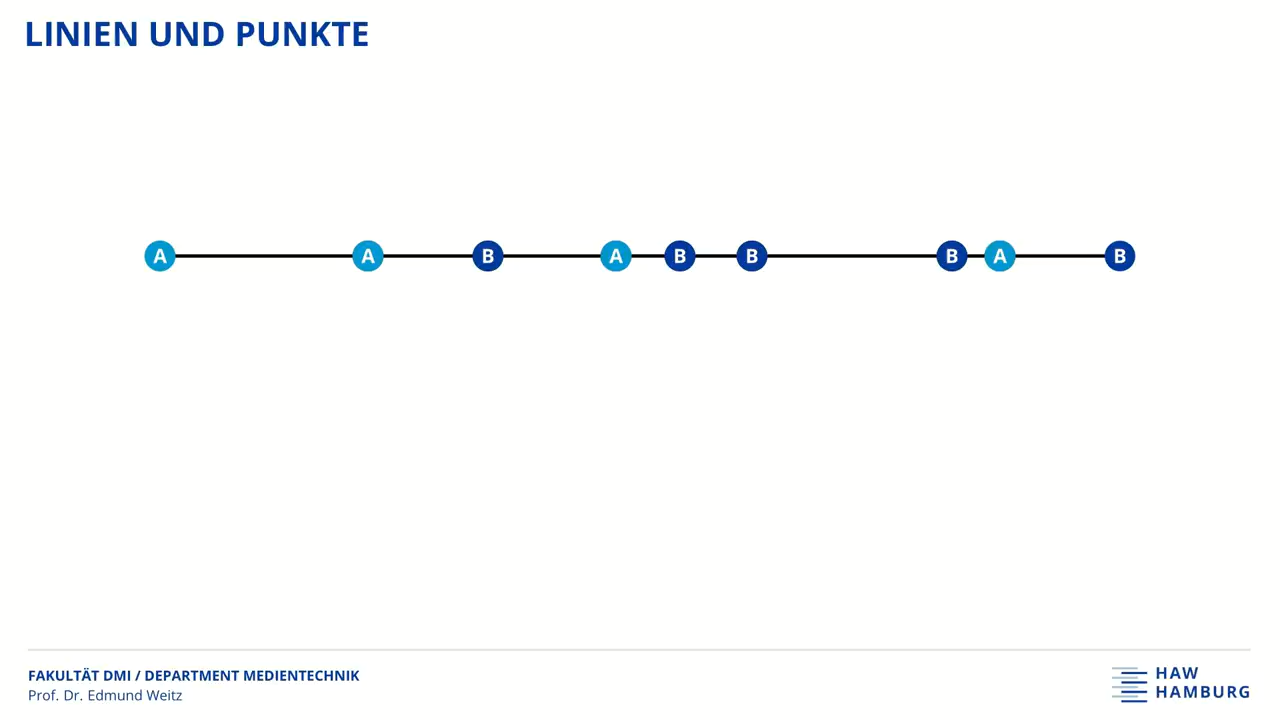 LINIEN UND PUNKTE
A A B A B B B A B
FAKULTÄT DMI / DEPARTMENT MEDIENTECHNIK
Prof. Dr. Edmund Weitz
HAW
HAMBURG